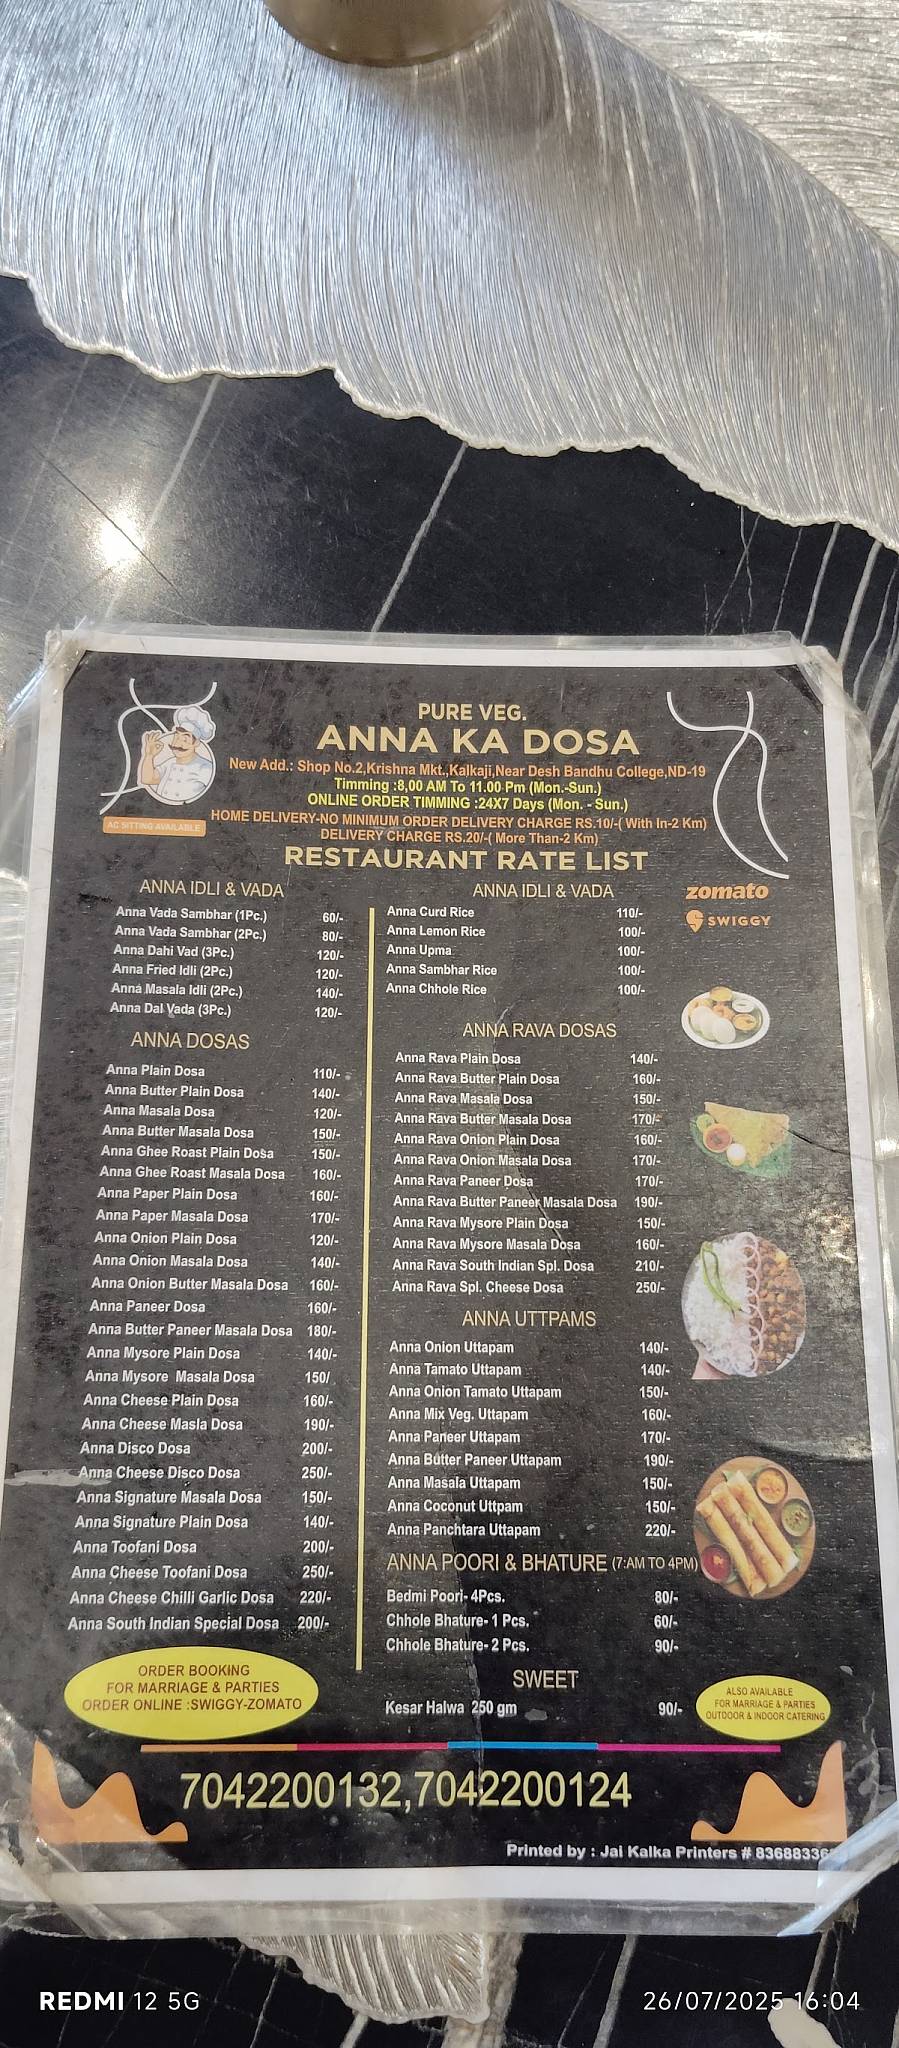 PURE VEG.
ANNA KA DOSA
New Add.: Shop No.2,Krishna Mkt.,Kalkaji,Near Desh Bandhu College,ND-19
Timming :8,00 AM To 11.00 Pm (Mon.-Sun.)
ONLINE ORDER TIMMING :24X7 Days (Mon. - Sun.)
HOME DELIVERY-NO MINIMUM ORDER DELIVERY CHARGE RS.10/-( With In-2 Km)
DELIVERY CHARGE RS.20/-( More Than-2 Km)
AC SITTING AVAILABLE
RESTAURANT RATE LIST
ANNA IDLI & VADA
Anna Vada Sambhar (1Pc.) 60/-
Anna Vada Sambhar (2Pc.) 80/-
Anna Dahi Vad (3Pc.) 120/-
Anna Fried Idli (2Pc.) 120/-
Anna Masala Idli (2Pc.) 140/-
Anna Dal Vada (3Pc.) 120/-
ANNA DOSAS
Anna Plain Dosa 110/-
Anna Butter Plain Dosa 140/-
Anna Masala Dosa 120/-
Anna Butter Masala Dosa 150/-
Anna Ghee Roast Plain Dosa 150/-
Anna Ghee Roast Masala Dosa 160/-
Anna Paper Plain Dosa 160/-
Anna Paper Masala Dosa 170/-
Anna Onion Plain Dosa 120/-
Anna Onion Masala Dosa 140/-
Anna Onion Butter Masala Dosa 160/-
Anna Paneer Dosa 160/-
Anna Butter Paneer Masala Dosa 180/-
Anna Mysore Plain Dosa 140/-
Anna Mysore Masala Dosa 150/
Anna Cheese Plain Dosa 160/-
Anna Cheese Masla Dosa 190/-
Anna Disco Dosa 200/-
Anna Cheese Disco Dosa 250/-
Anna Signature Masala Dosa 150/-
Anna Signature Plain Dosa 140/-
Anna Toofani Dosa 200/-
Anna Cheese Toofani Dosa 250/-
Anna Cheese Chilli Garlic Dosa 220/-
Anna South Indian Special Dosa 200/-
ANNA IDLI & VADA
Anna Curd Rice 110/-
Anna Lemon Rice 100/-
Anna Upma 100/-
Anna Sambhar Rice 100/-
Anna Chhole Rice 100/-
ANNA RAVA DOSAS
Anna Rava Plain Dosa 140/-
Anna Rava Butter Plain Dosa 160/-
Anna Rava Masala Dosa 150/-
Anna Rava Butter Masala Dosa 170/-
Anna Rava Onion Plain Dosa 160/-
Anna Rava Onion Masala Dosa 170/-
Anna Rava Paneer Dosa 170/-
Anna Rava Butter Paneer Masala Dosa 190/-
Anna Rava Mysore Plain Dosa 150/-
Anna Rava Mysore Masala Dosa 160/-
Anna Rava South Indian Spl. Dosa 210/-
Anna Rava Spl. Cheese Dosa 250/-
ANNA UTTPAMS
Anna Onion Uttapam 140/-
Anna Tamato Uttapam 140/-
Anna Onion Tamato Uttapam 150/-
Anna Mix Veg. Uttapam 160/-
Anna Paneer Uttapam 170/-
Anna Butter Paneer Uttapam 190/-
Anna Masala Uttapam 150/-
Anna Coconut Uttpam 150/-
Anna Panchtara Uttapam 220/-
ANNA POORI & BHATURE (7:AM TO 4PM)
Bedmi Poori- 4Pcs. 80/-
Chhole Bhature- 1 Pcs. 60/-
Chhole Bhature- 2 Pcs. 90/-
SWEET
Kesar Halwa 250 gm 90/-
zomato
SWIGGY
ORDER BOOKING
FOR MARRIAGE & PARTIES
ORDER ONLINE :SWIGGY-ZOMATO
ALSO AVAILABLE
FOR MARRIAGE & PARTIES
OUTDOOR & INDOOR CATERING
7042200132,7042200124
Printed by : Jai Kalka Printers #
REDMI 12 5G
26/07/2025 16:04